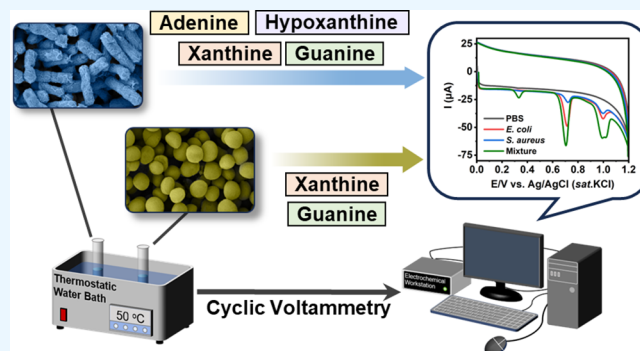 Adenine Hypoxanthine
Xanthine Guanine
Xanthine
Guanine
I (μA)
25
0
-25
-50
-75
PBS
E. coli
S. aureus
Mixture
0.0 0.2 0.4 0.6 0.8 1.0 1.2
E/V vs. Ag/AgCl (sat.KCl)
Thermostatic
Water Bath
50 °C
Cyclic Voltammetry
Electrochemical
Workstation